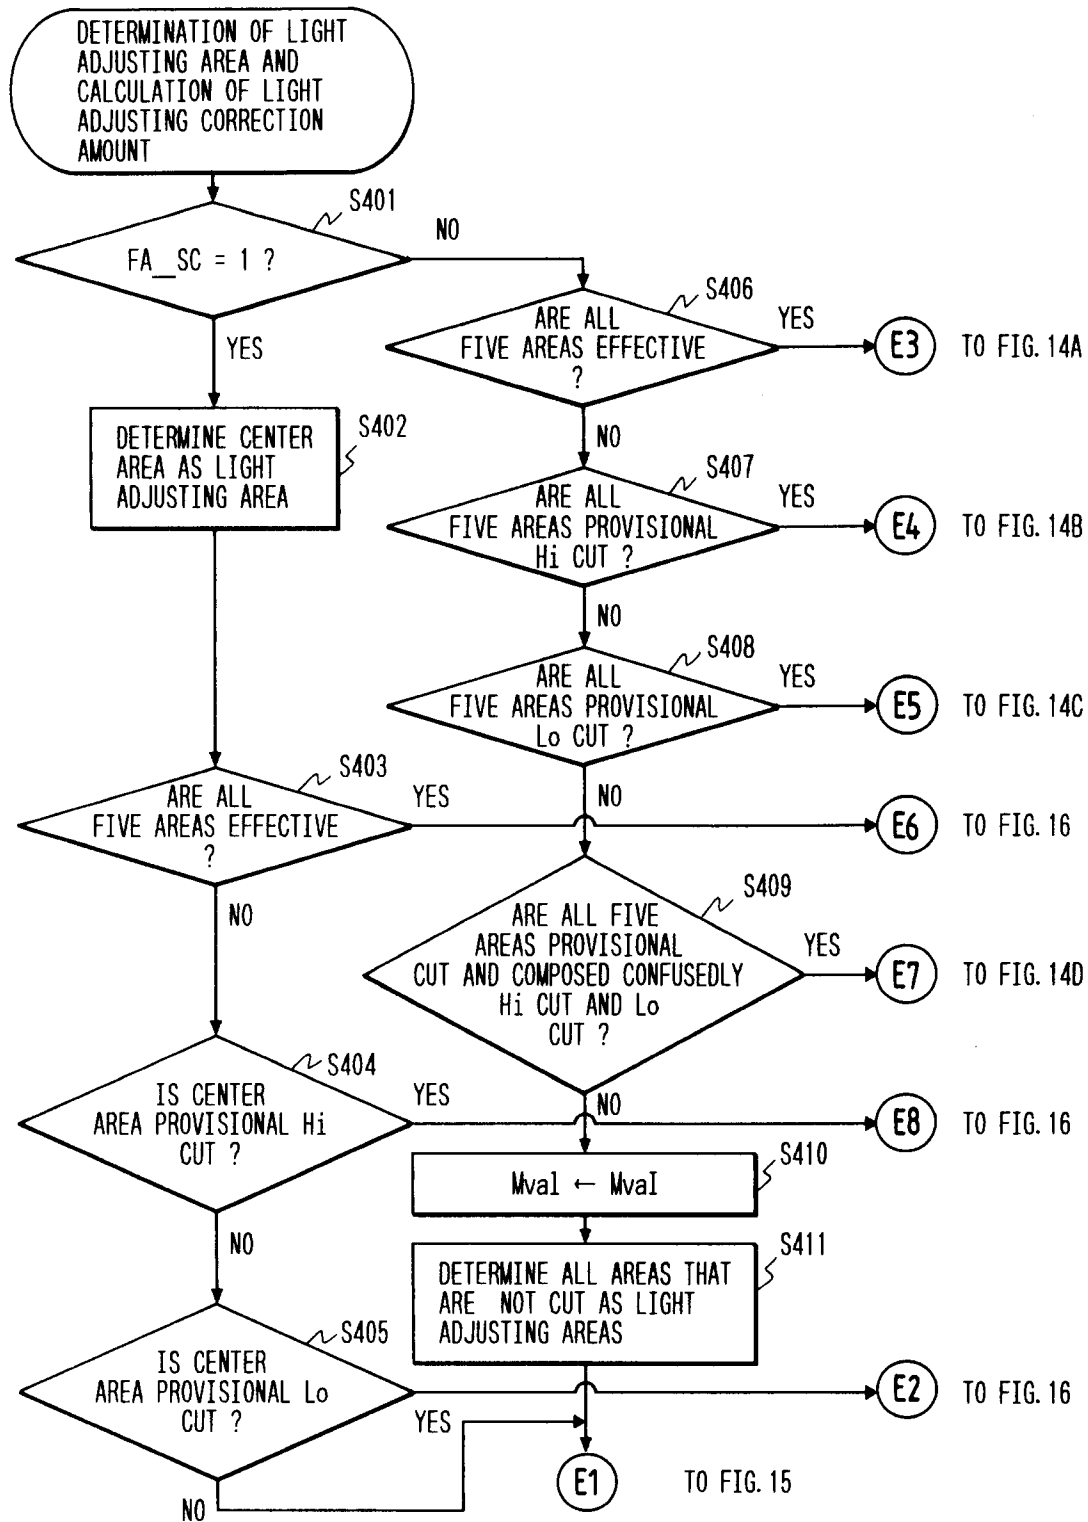 DETERMINATION OF LIGHT
ADJUSTING AREA AND
CALCULATION OF LIGHT
ADJUSTING CORRECTION
AMOUNT
S401
FA_SC = 1 ?
NO
YES
S402
DETERMINE CENTER
AREA AS LIGHT
ADJUSTING AREA
S403
ARE ALL
FIVE AREAS EFFECTIVE
?
YES
E6
TO FIG. 16
NO
S404
IS CENTER
AREA PROVISIONAL Hi
CUT ?
YES
E8
TO FIG. 16
NO
S405
IS CENTER
AREA PROVISIONAL Lo
CUT ?
YES
E2
TO FIG. 16
NO
S406
ARE ALL
FIVE AREAS EFFECTIVE
?
YES
E3
TO FIG. 14A
NO
S407
ARE ALL
FIVE AREAS PROVISIONAL
Hi CUT ?
YES
E4
TO FIG. 14B
NO
S408
ARE ALL
FIVE AREAS PROVISIONAL
Lo CUT ?
YES
E5
TO FIG. 14C
NO
S409
ARE ALL FIVE
AREAS PROVISIONAL
CUT AND COMPOSED CONFUSEDLY
Hi CUT AND Lo
CUT ?
YES
E7
TO FIG. 14D
NO
S410
Mval ← MvaI
S411
DETERMINE ALL AREAS THAT
ARE NOT CUT AS LIGHT
ADJUSTING AREAS
E1
TO FIG. 15